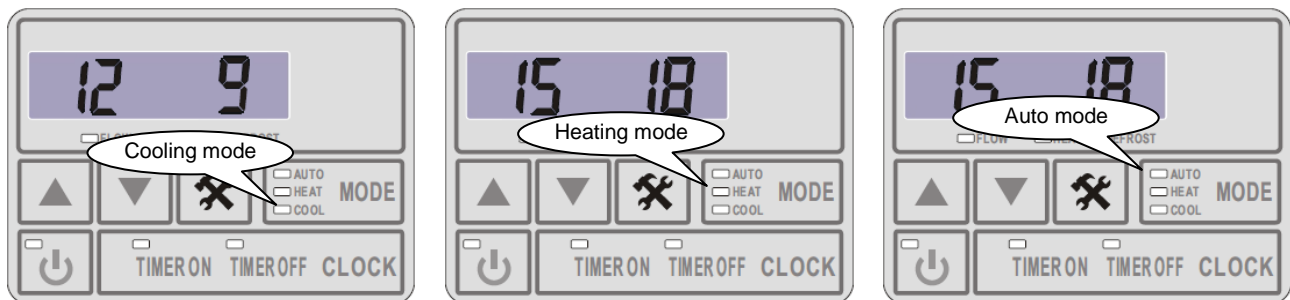 12 9
Cooling mode
AUTO
HEAT
COOL
MODE
TIMER ON TIMER OFF CLOCK
15 18
Heating mode
AUTO
HEAT
COOL
MODE
TIMER ON TIMER OFF CLOCK
15 18
Auto mode
FLOW
AUTO
HEAT
COOL
MODE
TIMER ON TIMER OFF CLOCK